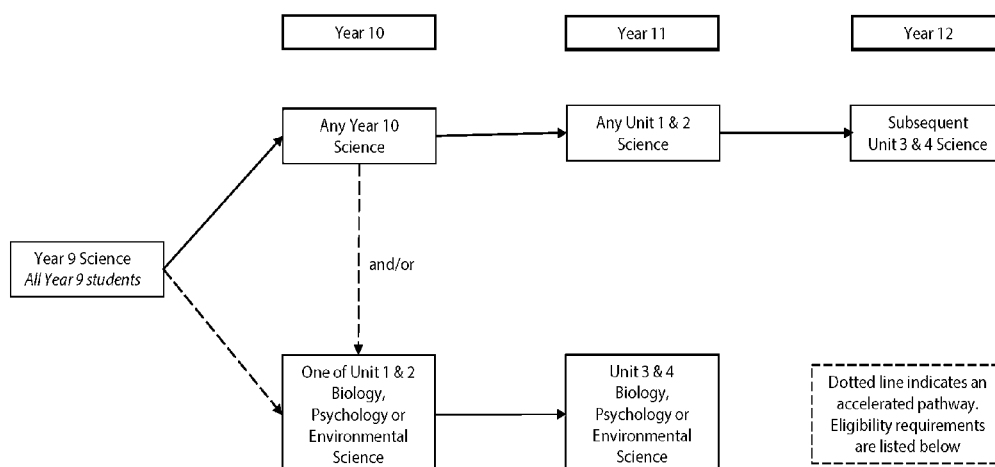 Year 10
Year 11
Year 12
Any Year 10
Science
Any Unit 1 & 2
Science
Subsequent
Unit 3 & 4 Science
Year 9 Science
All Year 9 students
and/or
One of Unit 1 & 2
Biology,
Psychology or
Environmental
Science
Unit 3 & 4
Biology,
Psychology or
Environmental
Science
Dotted line indicates an
accelerated pathway.
Eligibility requirements
are listed below